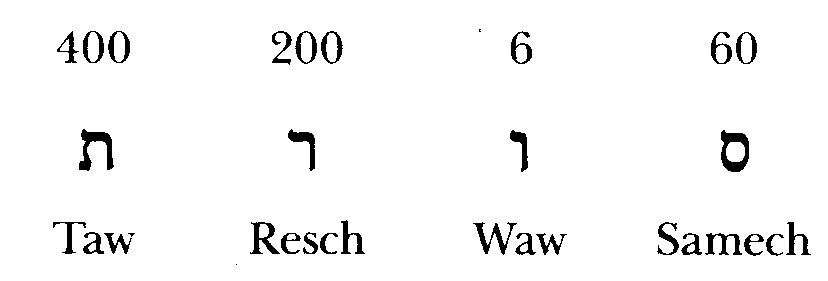 400 200 6 60
ת ר ו ס
Taw Resch Waw Samech